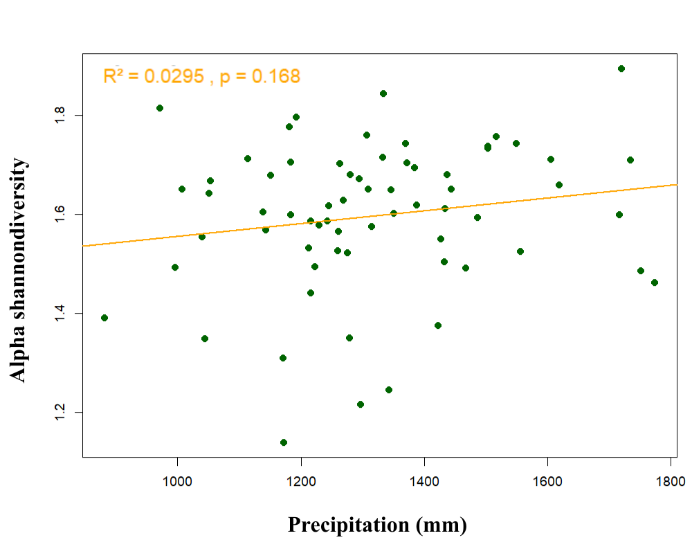 R² = 0.0295 , p = 0.168
1.8
1.6
1.4
1.2
Alpha shannondiversity
1000 1200 1400 1600 1800
Precipitation (mm)